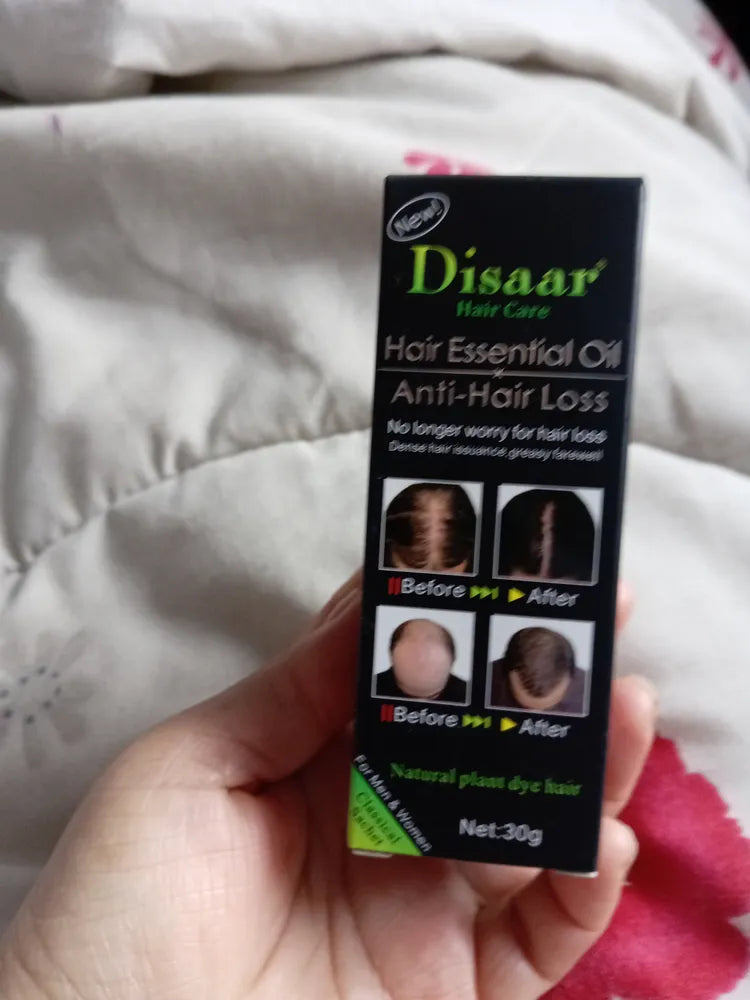 New!
Disaar
Hair Care
Hair Essential Oil
Anti-Hair Loss
No longer worry for hair loss
Dense hair issuance,greasy farewell
Before After
Before After
Natural plant dye hair
For Men & Women
Classical
sachet
Net:30g